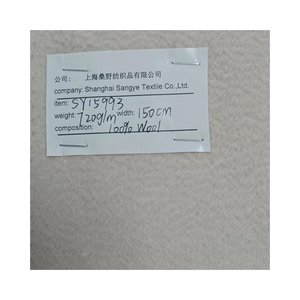 公司: 上海桑野纺织品有限公司
company: Shanghai Sangye Textile Co.,Ltd.
item: SY15993
weight: 720g/m width: 150cm
composition: 100% Wool